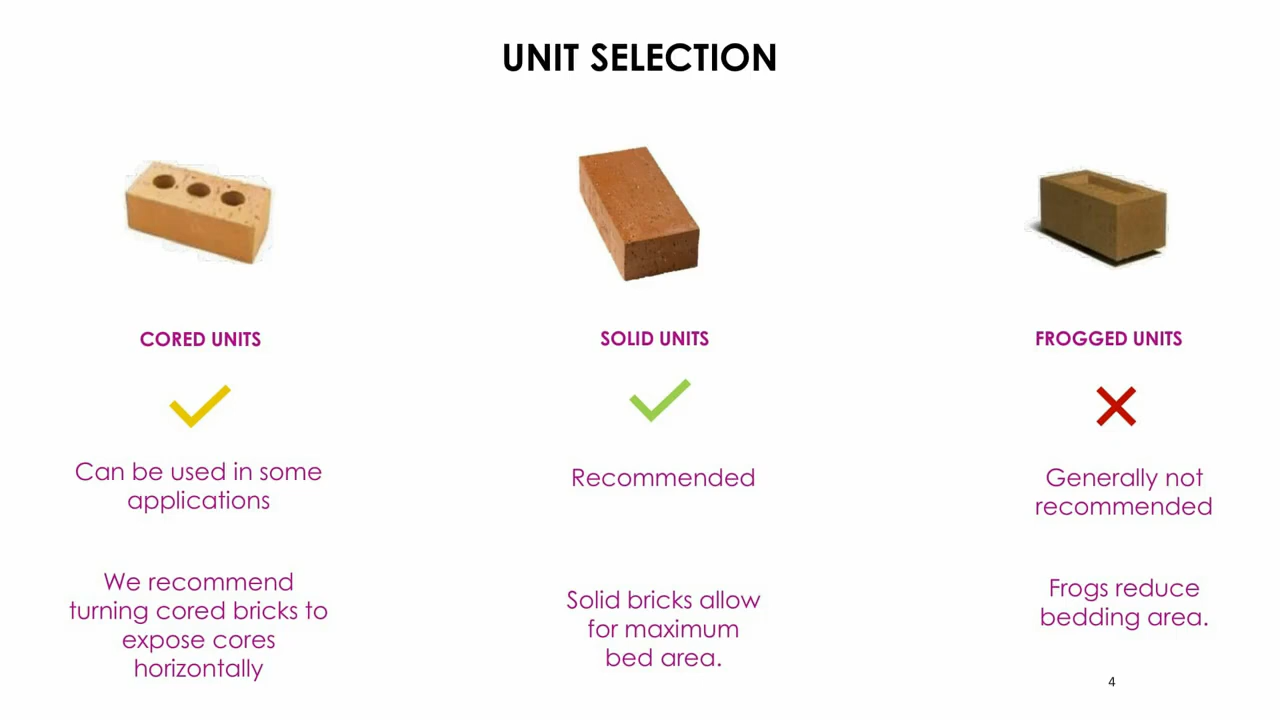 UNIT SELECTION
CORED UNITS
Can be used in some
applications
We recommend
turning cored bricks to
expose cores
horizontally
SOLID UNITS
Recommended
Solid bricks allow
for maximum
bed area.
FROGGED UNITS
Generally not
recommended
Frogs reduce
bedding area.
4